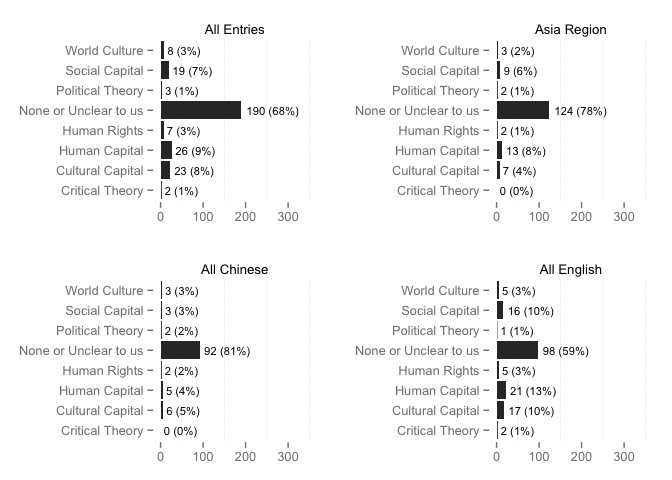 All Entries
World Culture 8 (3%)
Social Capital 19 (7%)
Political Theory 3 (1%)
None or Unclear to us 190 (68%)
Human Rights 7 (3%)
Human Capital 26 (9%)
Cultural Capital 23 (8%)
Critical Theory 2 (1%)
0 100 200 300
Asia Region
World Culture 3 (2%)
Social Capital 9 (6%)
Political Theory 2 (1%)
None or Unclear to us 124 (78%)
Human Rights 2 (1%)
Human Capital 13 (8%)
Cultural Capital 7 (4%)
Critical Theory 0 (0%)
0 100 200 300
All Chinese
World Culture 3 (3%)
Social Capital 3 (3%)
Political Theory 2 (2%)
None or Unclear to us 92 (81%)
Human Rights 2 (2%)
Human Capital 5 (4%)
Cultural Capital 6 (5%)
Critical Theory 0 (0%)
0 100 200 300
All English
World Culture 5 (3%)
Social Capital 16 (10%)
Political Theory 1 (1%)
None or Unclear to us 98 (59%)
Human Rights 5 (3%)
Human Capital 21 (13%)
Cultural Capital 17 (10%)
Critical Theory 2 (1%)
0 100 200 300